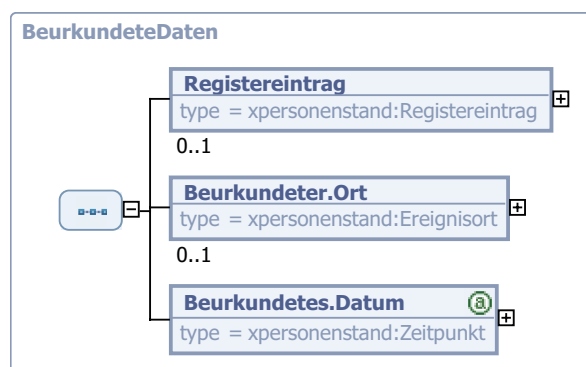 BeurkundeteDaten
Registereintrag
type = xpersonenstand:Registereintrag
0..1
Beurkundeter.Ort
type = xpersonenstand:Ereignisort
0..1
Beurkundetes.Datum @
type = xpersonenstand:Zeitpunkt